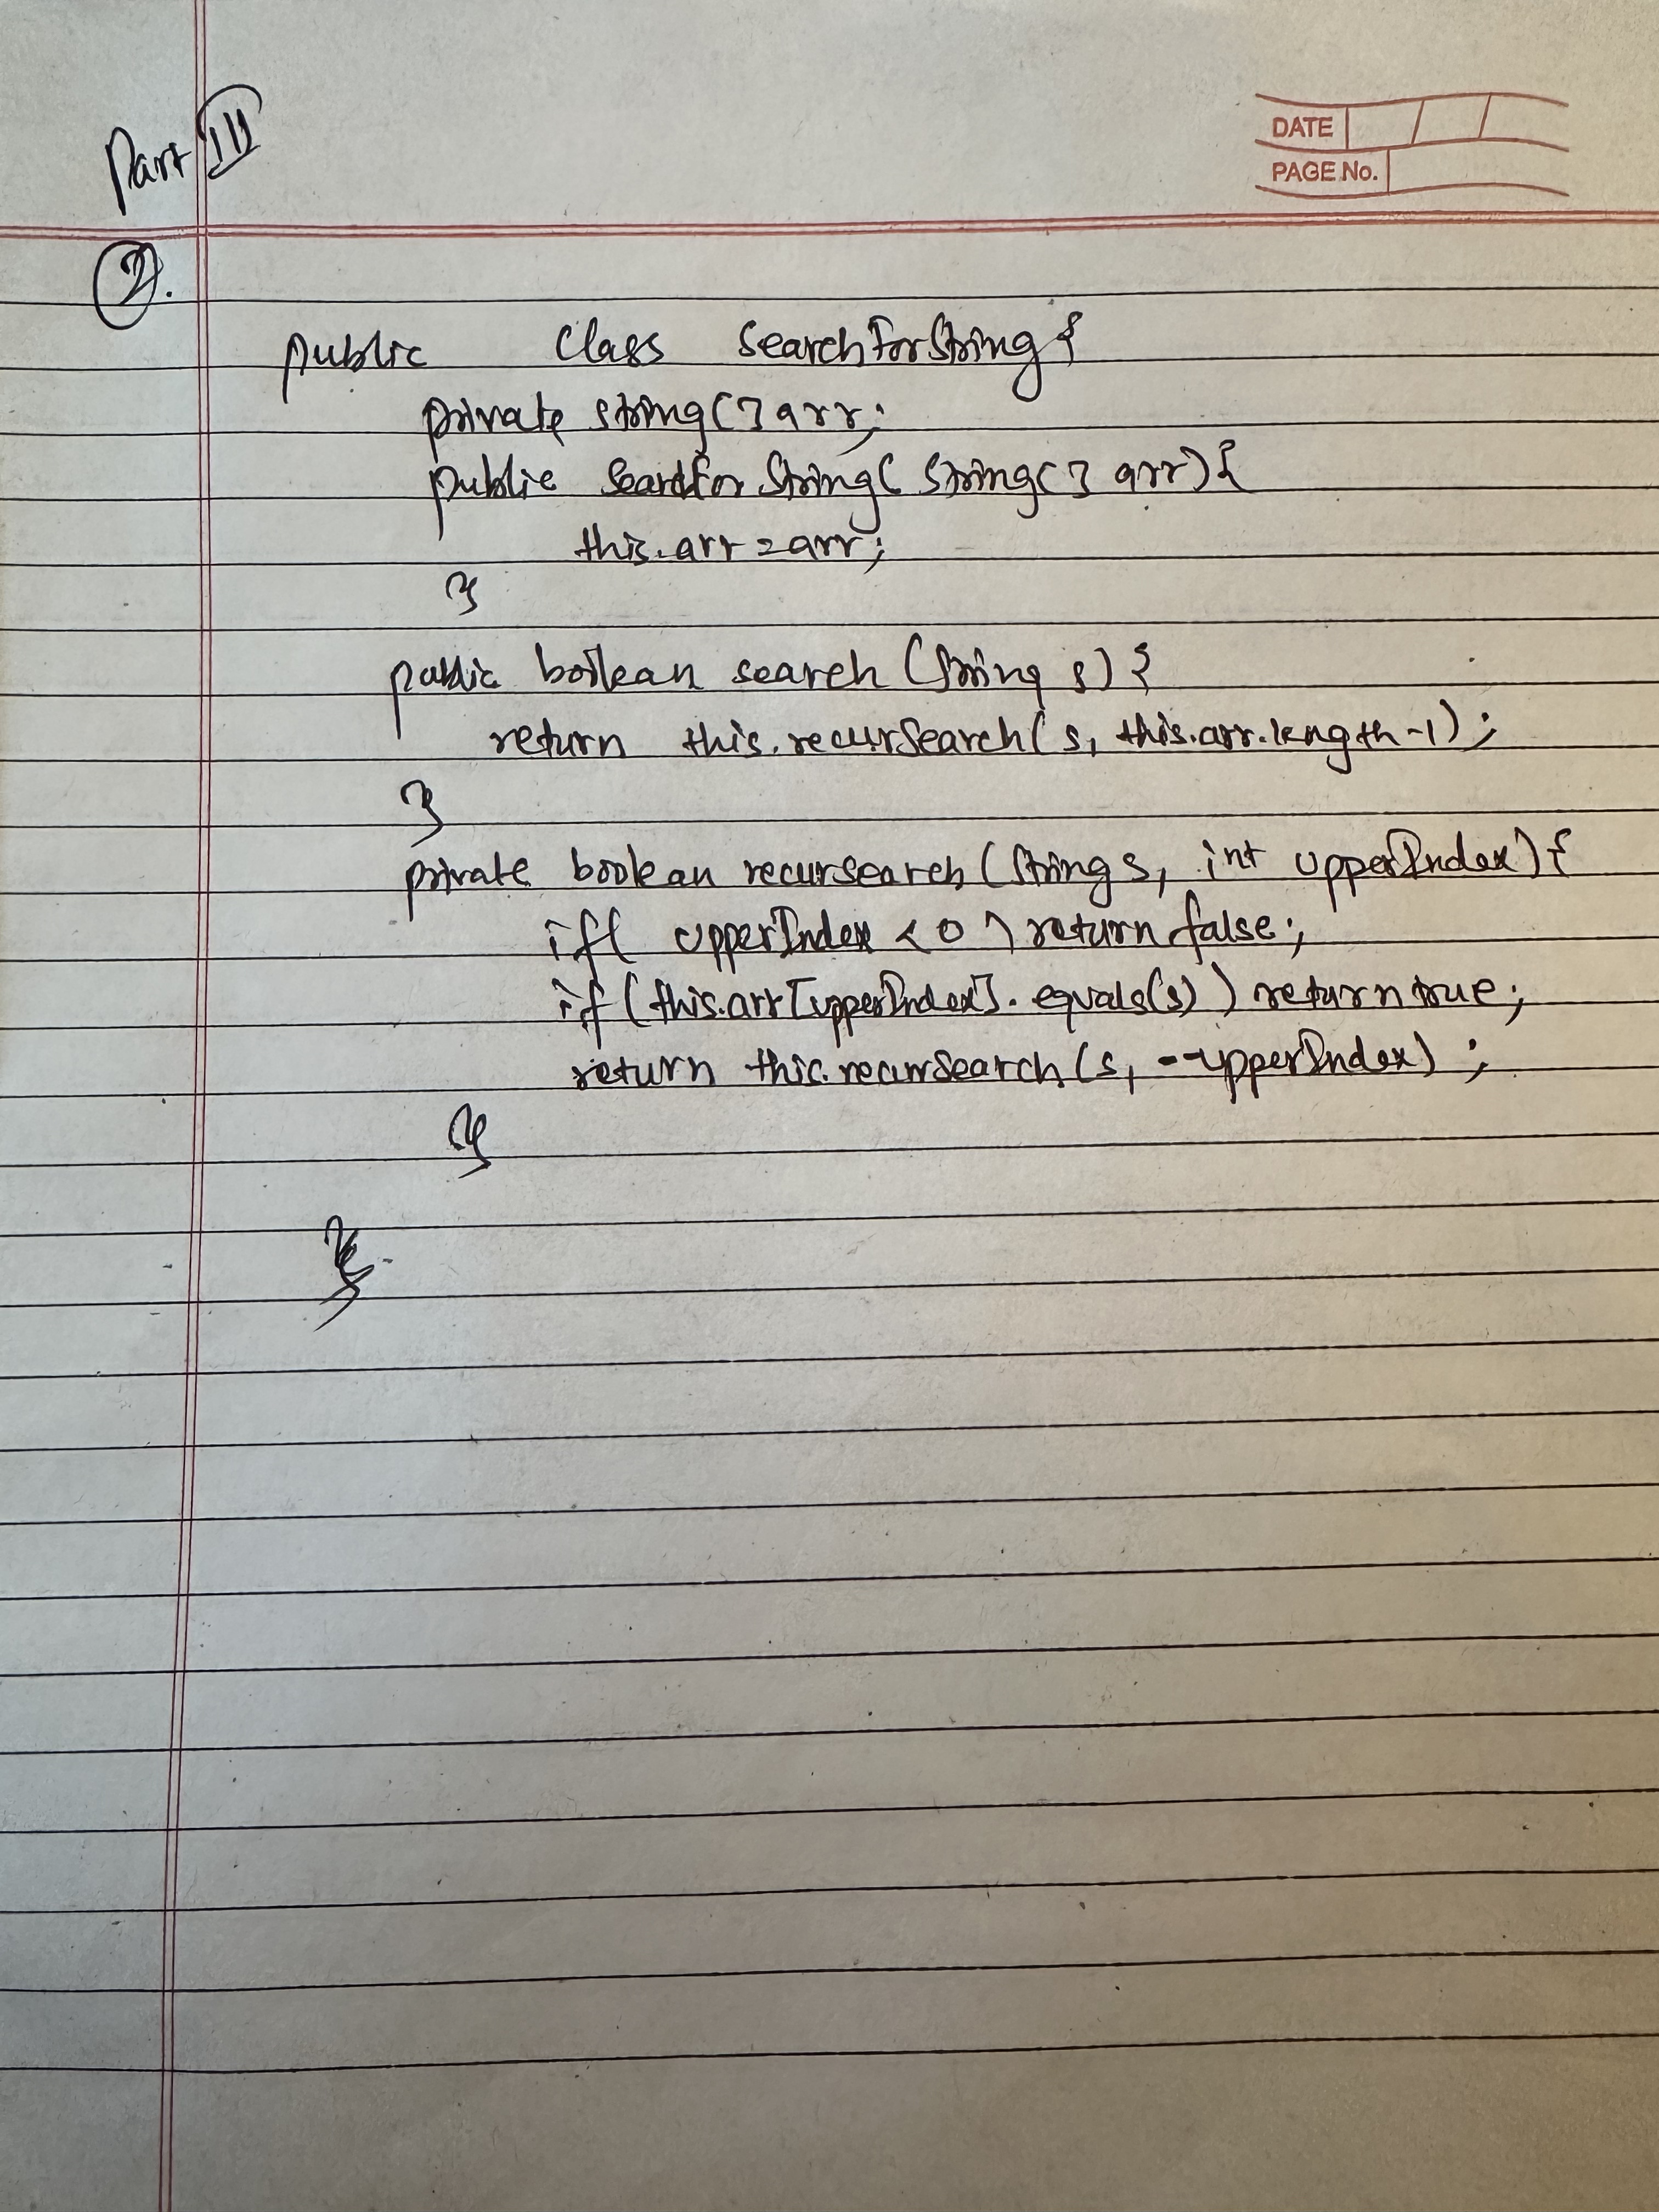 Part III
DATE / /
PAGE No.
2.
public class SearchForString {
private string[] arr;
public SearchForString( String[] arr) {
this.arr = arr;
}
public boolean search (String s) {
return this.recurSearch( s, this.arr.length -1) ;
}
private boolean recursearch (String s, int upperIndex) {
if( upperIndex < 0 ) return false;
if (this.arr[upperIndex]. equals(s) ) return true;
return this.recurSearch (s, --upperIndex) ;
}
}